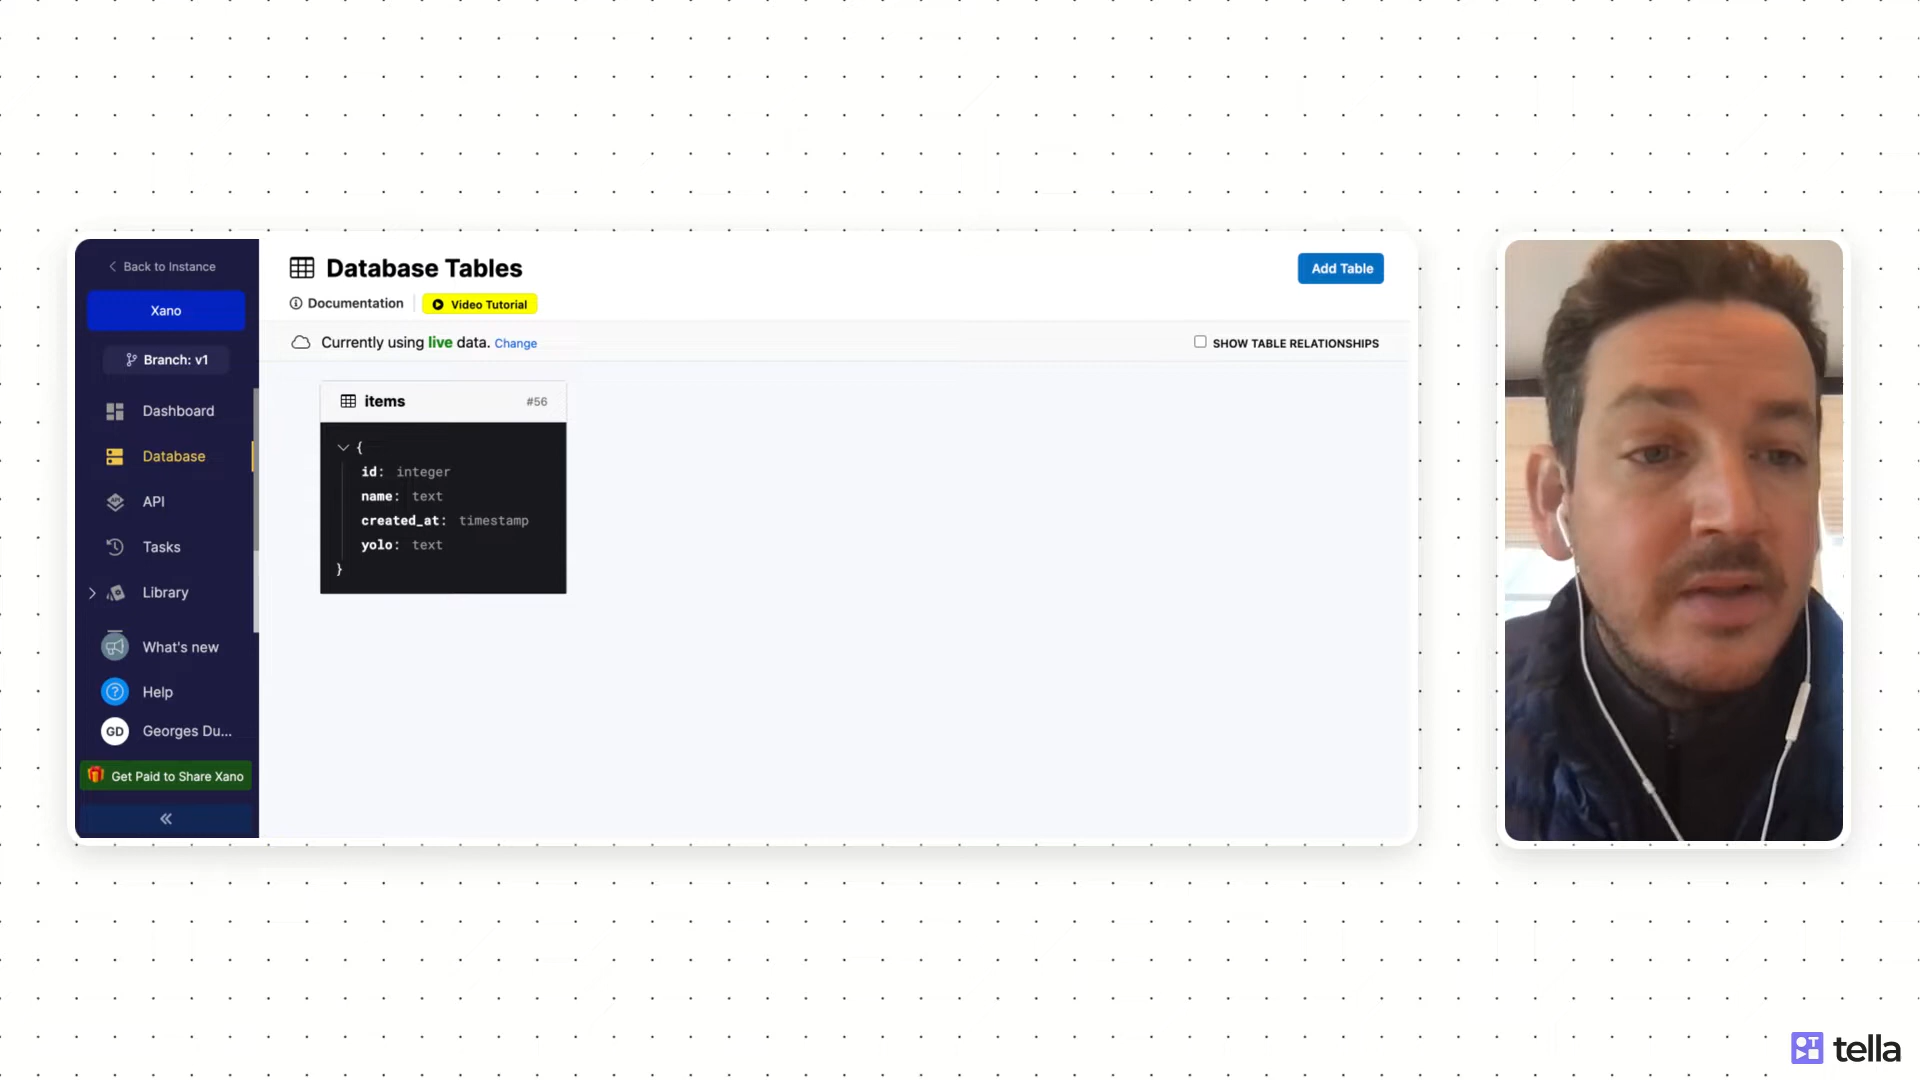 Back to Instance
Xano
Branch: v1
Dashboard
Database
API
Tasks
Library
What's new
Help
GD Georges Du...
Get Paid to Share Xano
Database Tables
Add Table
Documentation
Video Tutorial
Currently using live data. Change
SHOW TABLE RELATIONSHIPS
items #56
{
id: integer
name: text
created_at: timestamp
yolo: text
}
tella